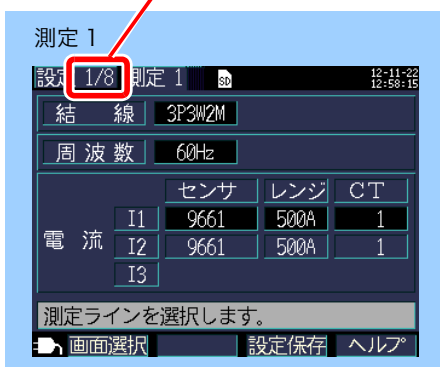 測定 1
設定 1/8 測定 1 SD 12-11-22
12:58:15
結線 3P3W2M
周波数 60Hz
センサ レンジ CT
電流 I1 9661 500A 1
I2 9661 500A 1
I3
測定ラインを選択します。
画面選択 設定保存 ヘルプ